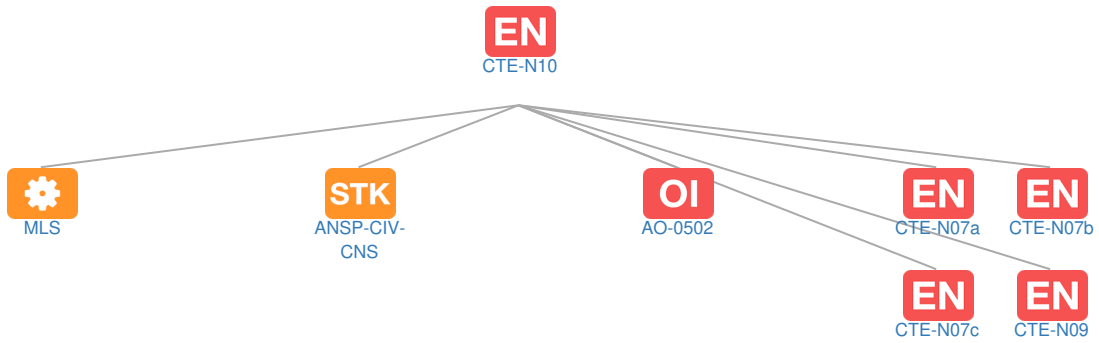 EN
CTE-N10
MLS
STK
ANSP-CIV-
CNS
OI
AO-0502
EN
CTE-N07a
EN
CTE-N07b
EN
CTE-N07c
EN
CTE-N09